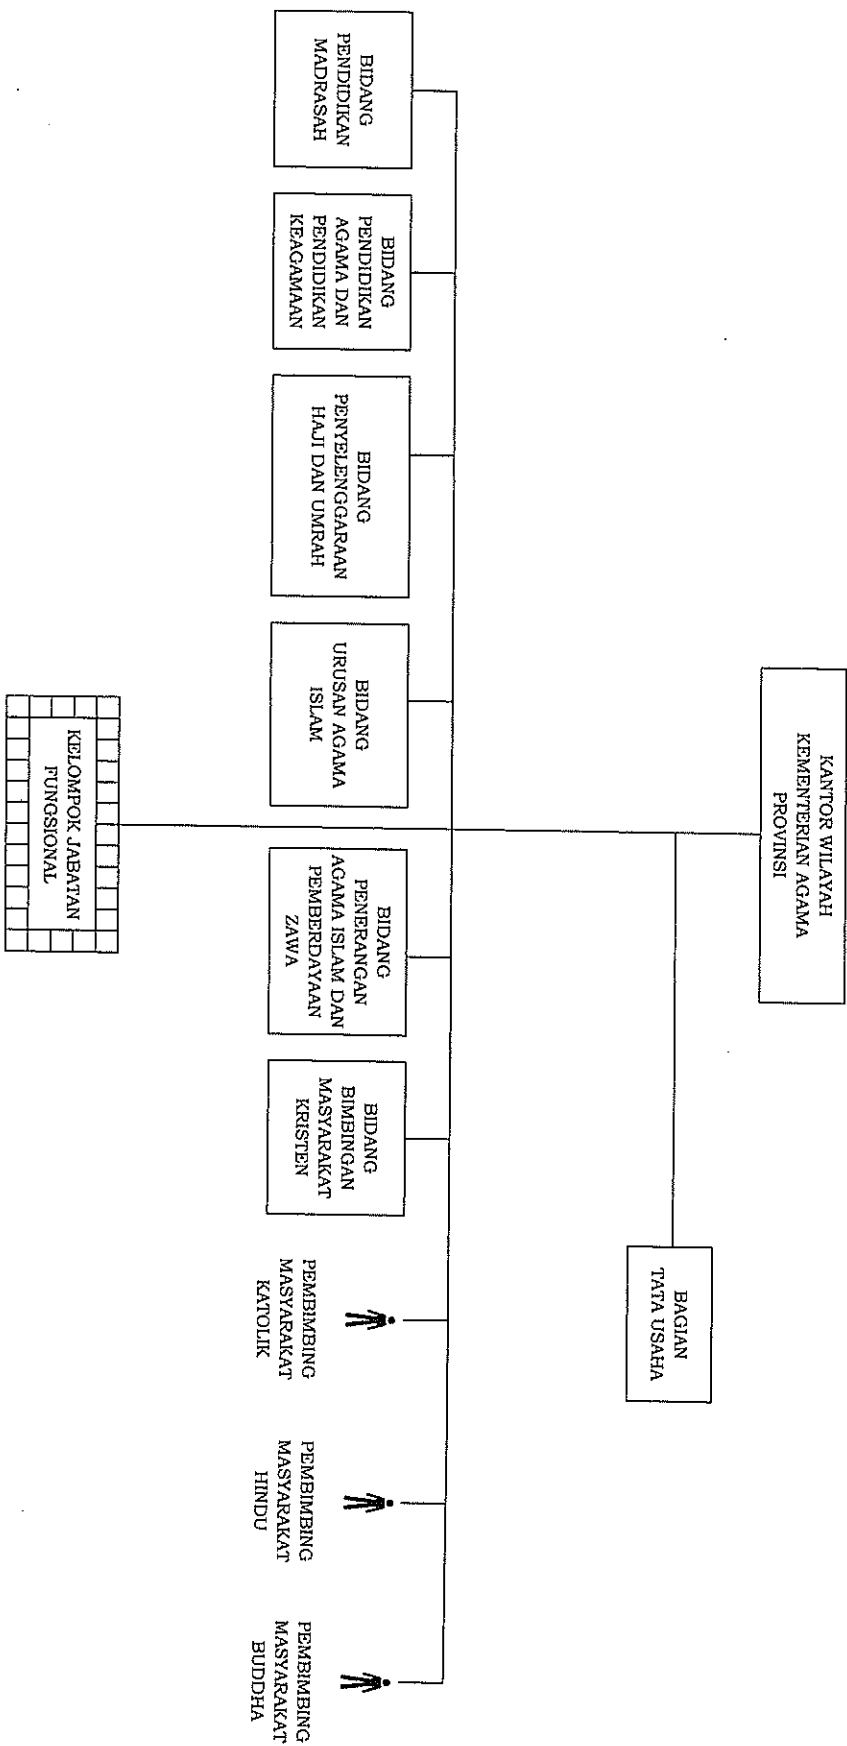 KANTOR WILAYAH
KEMENTERIAN AGAMA
PROVINSI
BAGIAN
TATA USAHA
BIDANG
PENDIDIKAN
MADRASAH
BIDANG
PENDIDIKAN
AGAMA DAN
PENDIDIKAN
KEAGAMAAN
BIDANG
PENYELENGGARAAN
HAJI DAN UMRAH
BIDANG
URUSAN AGAMA
ISLAM
BIDANG
PENERANGAN
AGAMA ISLAM DAN
PEMBERDAYAAN
ZAWA
BIDANG
BIMBINGAN
MASYARAKAT
KRISTEN
PEMBIMBING
MASYARAKAT
KATOLIK
PEMBIMBING
MASYARAKAT
HINDU
PEMBIMBING
MASYARAKAT
BUDDHA
KELOMPOK JABATAN
FUNGSIONAL